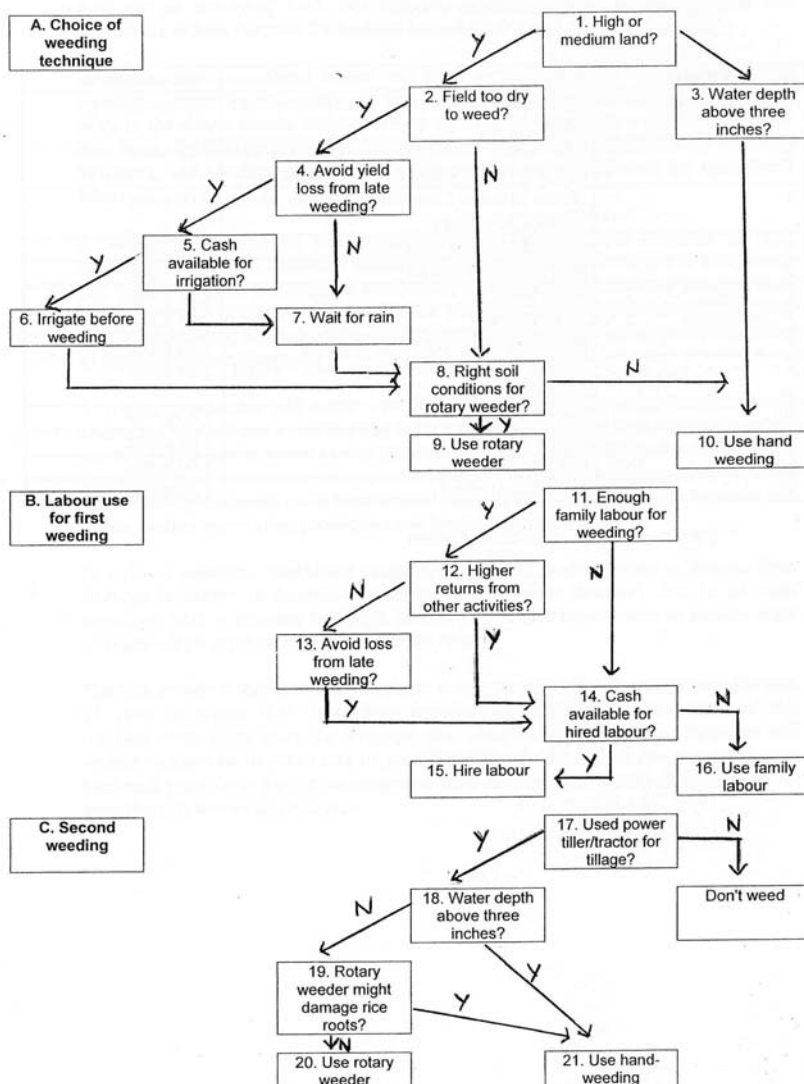 A. Choice of
weeding
technique
1. High or
medium land?
Y
2. Field too dry
to weed?
3. Water depth
above three
inches?
Y
N
4. Avoid yield
loss from late
weeding?
Y
N
5. Cash
available for
irrigation?
Y
6. Irrigate before
weeding
7. Wait for rain
8. Right soil
conditions for
rotary weeder?
N
Y
9. Use rotary
weeder
10. Use hand
weeding
B. Labour use
for first
weeding
11. Enough
family labour for
weeding?
Y
N
12. Higher
returns from
other activities?
N
Y
13. Avoid loss
from late
weeding?
Y
14. Cash
available for
hired labour?
N
Y
15. Hire labour
16. Use family
labour
C. Second
weeding
17. Used power
tiller/tractor for
tillage?
Y
N
Don't weed
18. Water depth
above three
inches?
N
Y
19. Rotary
weeder might
damage rice
roots?
Y
N
20. Use rotary
weeder
21. Use hand-
weeding